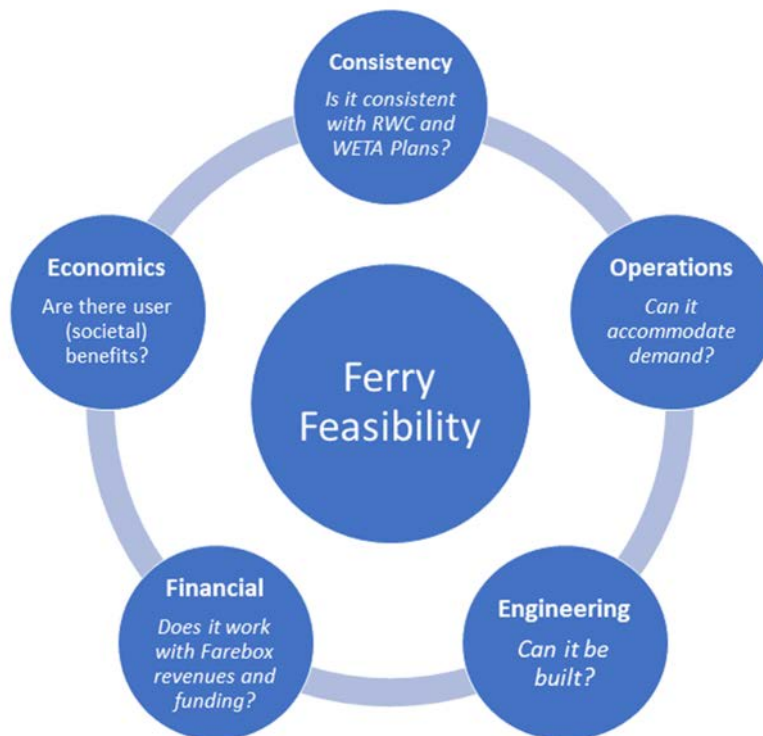 Consistency
Is it consistent
with RWC and
WETA Plans?
Economics
Are there user
(societal)
benefits?
Operations
Can it
accommodate
demand?
Ferry
Feasibility
Financial
Does it work
with Farebox
revenues and
funding?
Engineering
Can it be
built?